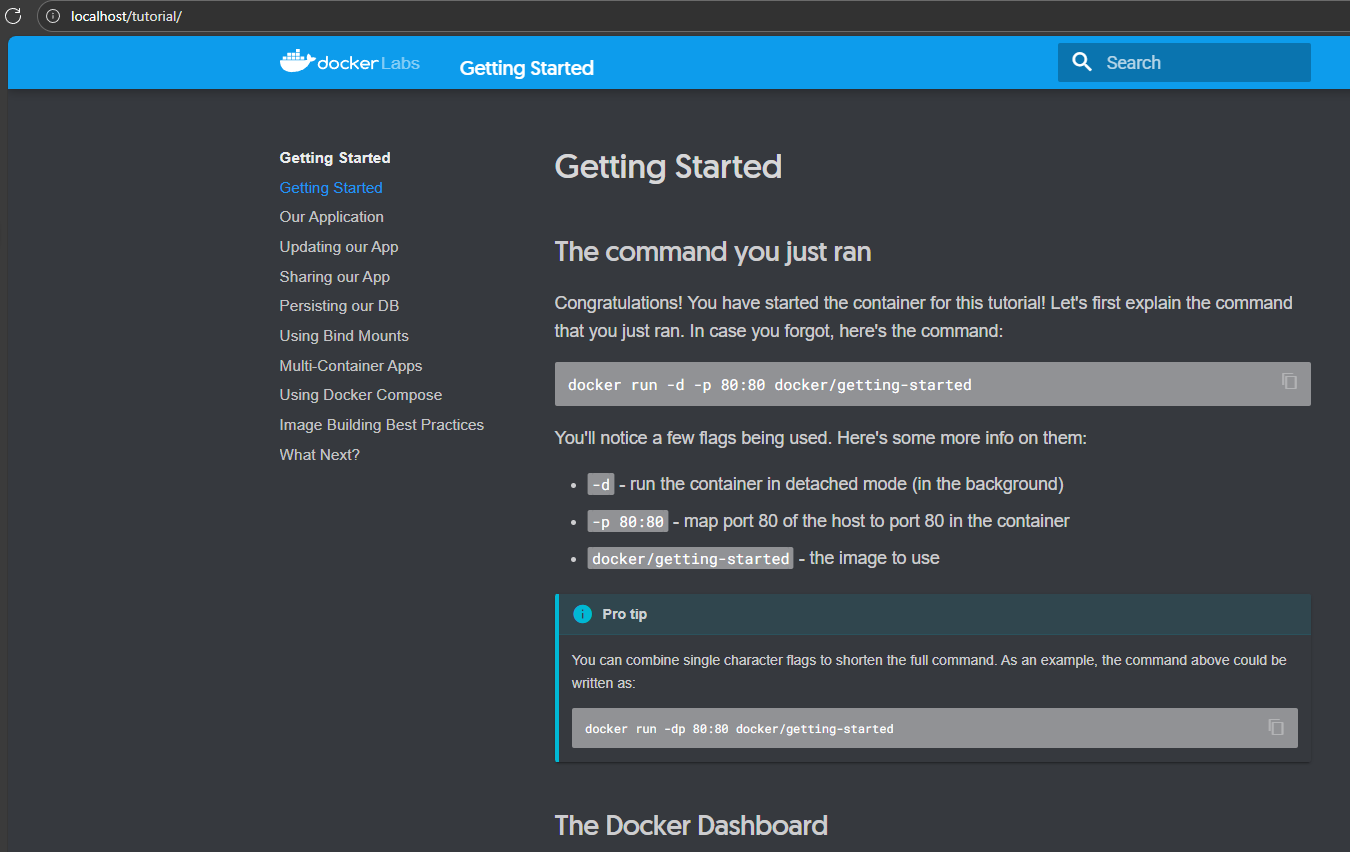 localhost/tutorial/
docker Labs
Getting Started
Search
Getting Started
Getting Started
Our Application
Updating our App
Sharing our App
Persisting our DB
Using Bind Mounts
Multi-Container Apps
Using Docker Compose
Image Building Best Practices
What Next?
Getting Started
The command you just ran
Congratulations! You have started the container for this tutorial! Let's first explain the command
that you just ran. In case you forgot, here's the command:
docker run -d -p 80:80 docker/getting-started
You'll notice a few flags being used. Here's some more info on them:
• -d - run the container in detached mode (in the background)
• -p 80:80 - map port 80 of the host to port 80 in the container
• docker/getting-started - the image to use
Pro tip
You can combine single character flags to shorten the full command. As an example, the command above could be
written as:
docker run -dp 80:80 docker/getting-started
The Docker Dashboard